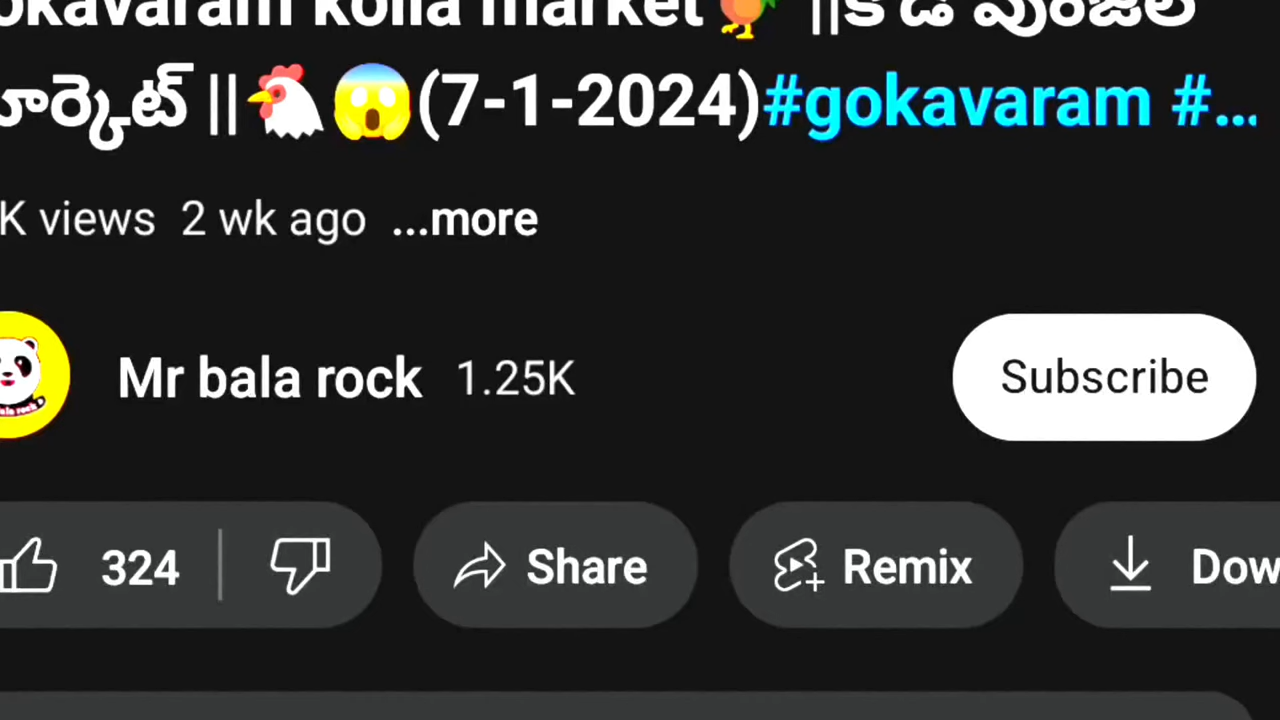 okavaram kolla market🐓 ||కోడి పుంజుల
మార్కెట్ ||🐔😱(7-1-2024)#gokavaram #...
K views 2 wk ago ...more
Mr bala rock 1.25K
Subscribe
324 Share Remix Dow